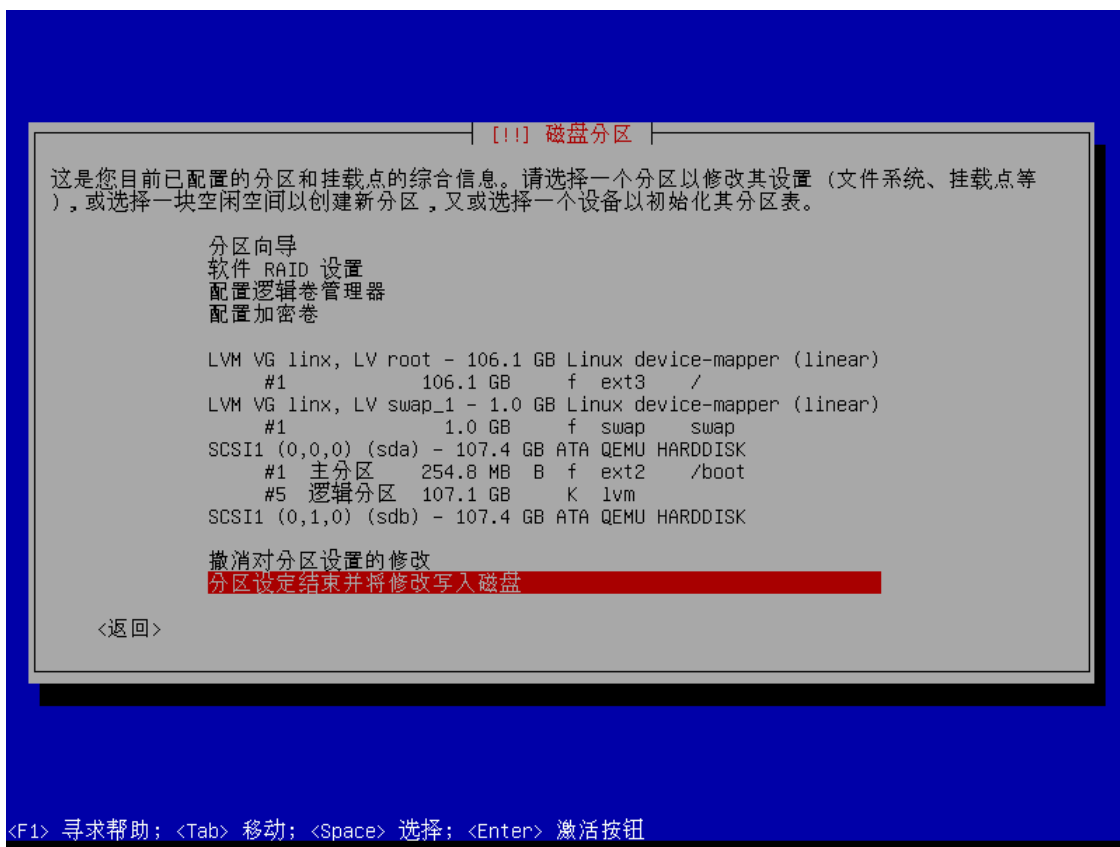 [!!] 磁盘分区
这是您目前已配置的分区和挂载点的综合信息。请选择一个分区以修改其设置 (文件系统、挂载点等
),或选择一块空闲空间以创建新分区,又或选择一个设备以初始化其分区表。
分区向导
软件 RAID 设置
配置逻辑卷管理器
配置加密卷
LVM VG linx, LV root - 106.1 GB Linux device-mapper (linear)
#1 106.1 GB f ext3 /
LVM VG linx, LV swap_1 - 1.0 GB Linux device-mapper (linear)
#1 1.0 GB f swap swap
SCSI1 (0,0,0) (sda) - 107.4 GB ATA QEMU HARDDISK
#1 主分区 254.8 MB B f ext2 /boot
#5 逻辑分区 107.1 GB K lvm
SCSI1 (0,1,0) (sdb) - 107.4 GB ATA QEMU HARDDISK
撤消对分区设置的修改
分区设定结束并将修改写入磁盘
<返回>
<F1> 寻求帮助; <Tab> 移动; <Space> 选择; <Enter> 激活按钮